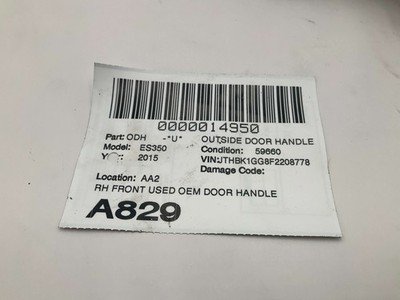 0000014950
Part: ODH -*U* OUTSIDE DOOR HANDLE
Model: ES350 Condition: 59660
2015 VIN:JTHBK1GG8F2208778
Damage Code:
Location: AA2
RH FRONT USED OEM DOOR HANDLE
A829